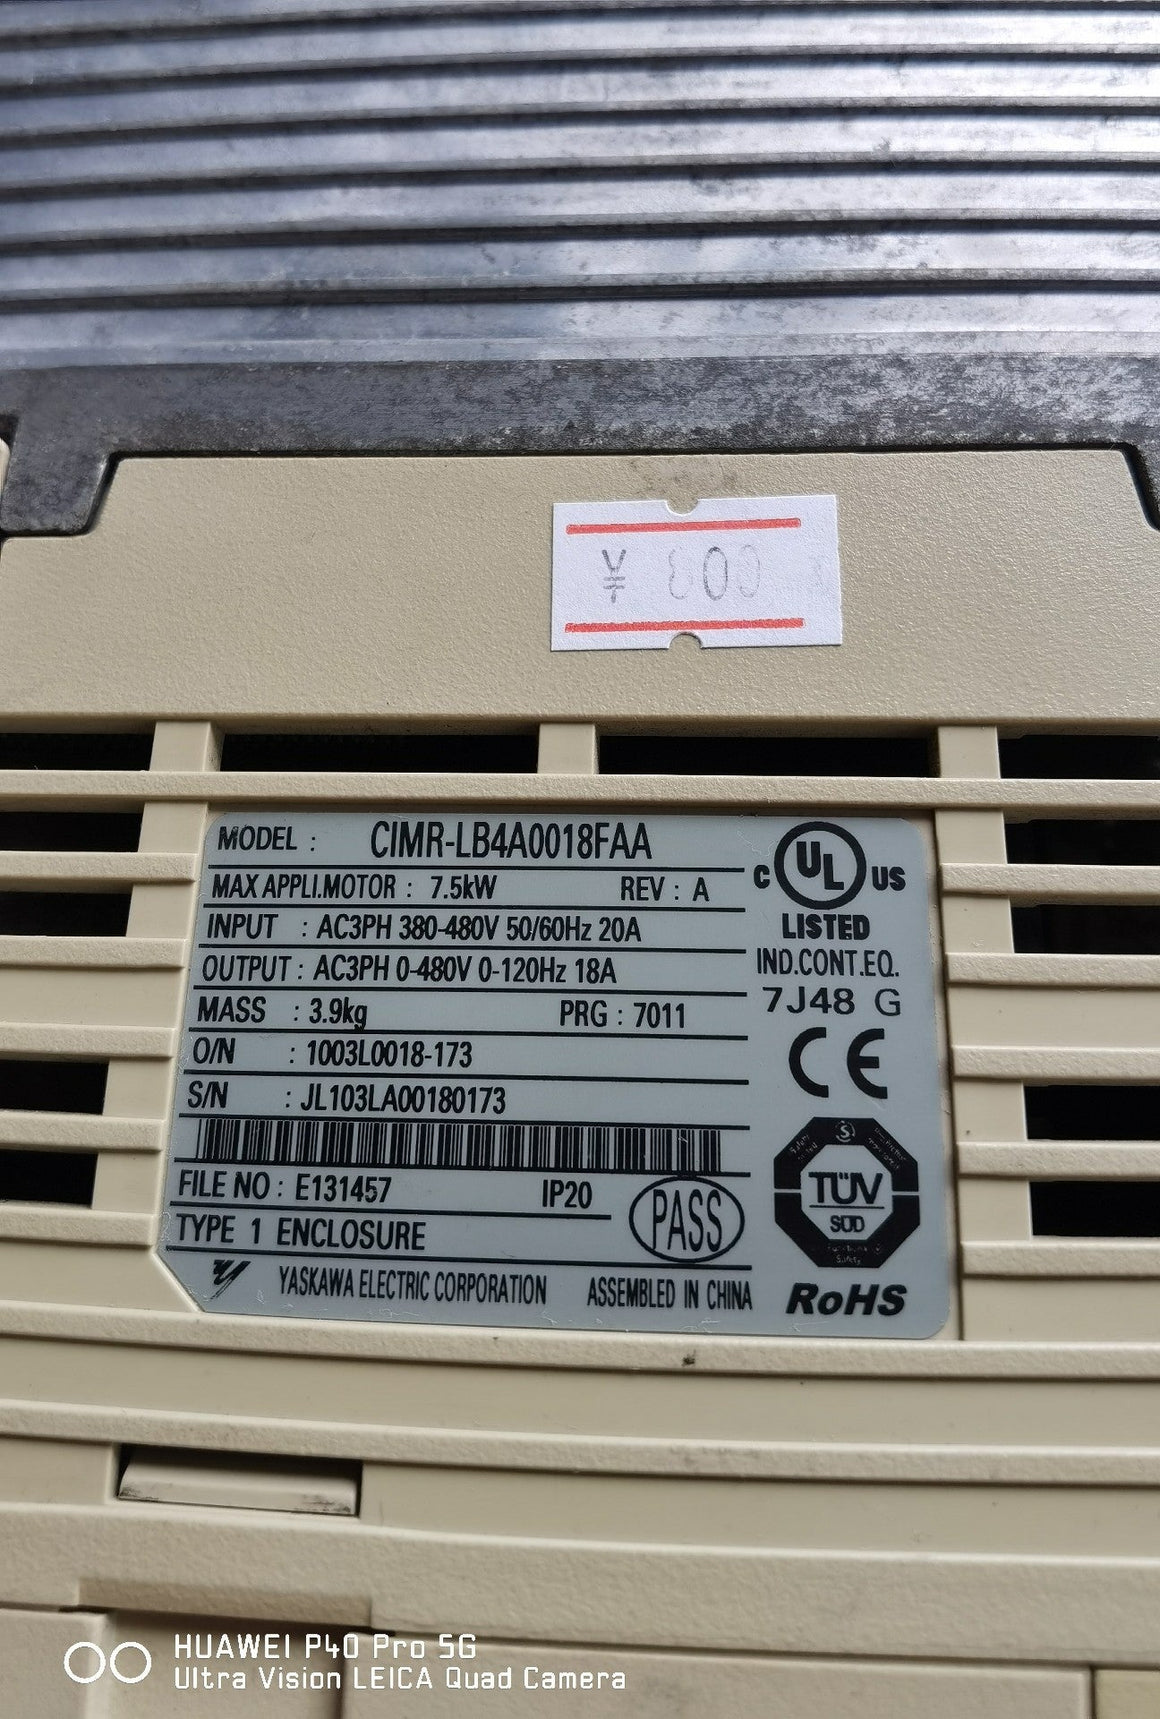 ¥ 800
MODEL : CIMR-LB4A0018FAA
MAX APPLI.MOTOR : 7.5kW REV : A
INPUT : AC3PH 380-480V 50/60Hz 20A
OUTPUT : AC3PH 0-480V 0-120Hz 18A
MASS : 3.9kg PRG : 7011
O/N : 1003L0018-173
S/N : JL103LA00180173
FILE NO : E131457 IP20
TYPE 1 ENCLOSURE
PASS
YASKAWA ELECTRIC CORPORATION ASSEMBLED IN CHINA
C UL US
LISTED
IND.CONT.EQ.
7J48 G
CE
TÜV
SÜD
Safety
RoHS
HUAWEI P40 Pro 5G
Ultra Vision LEICA Quad Camera